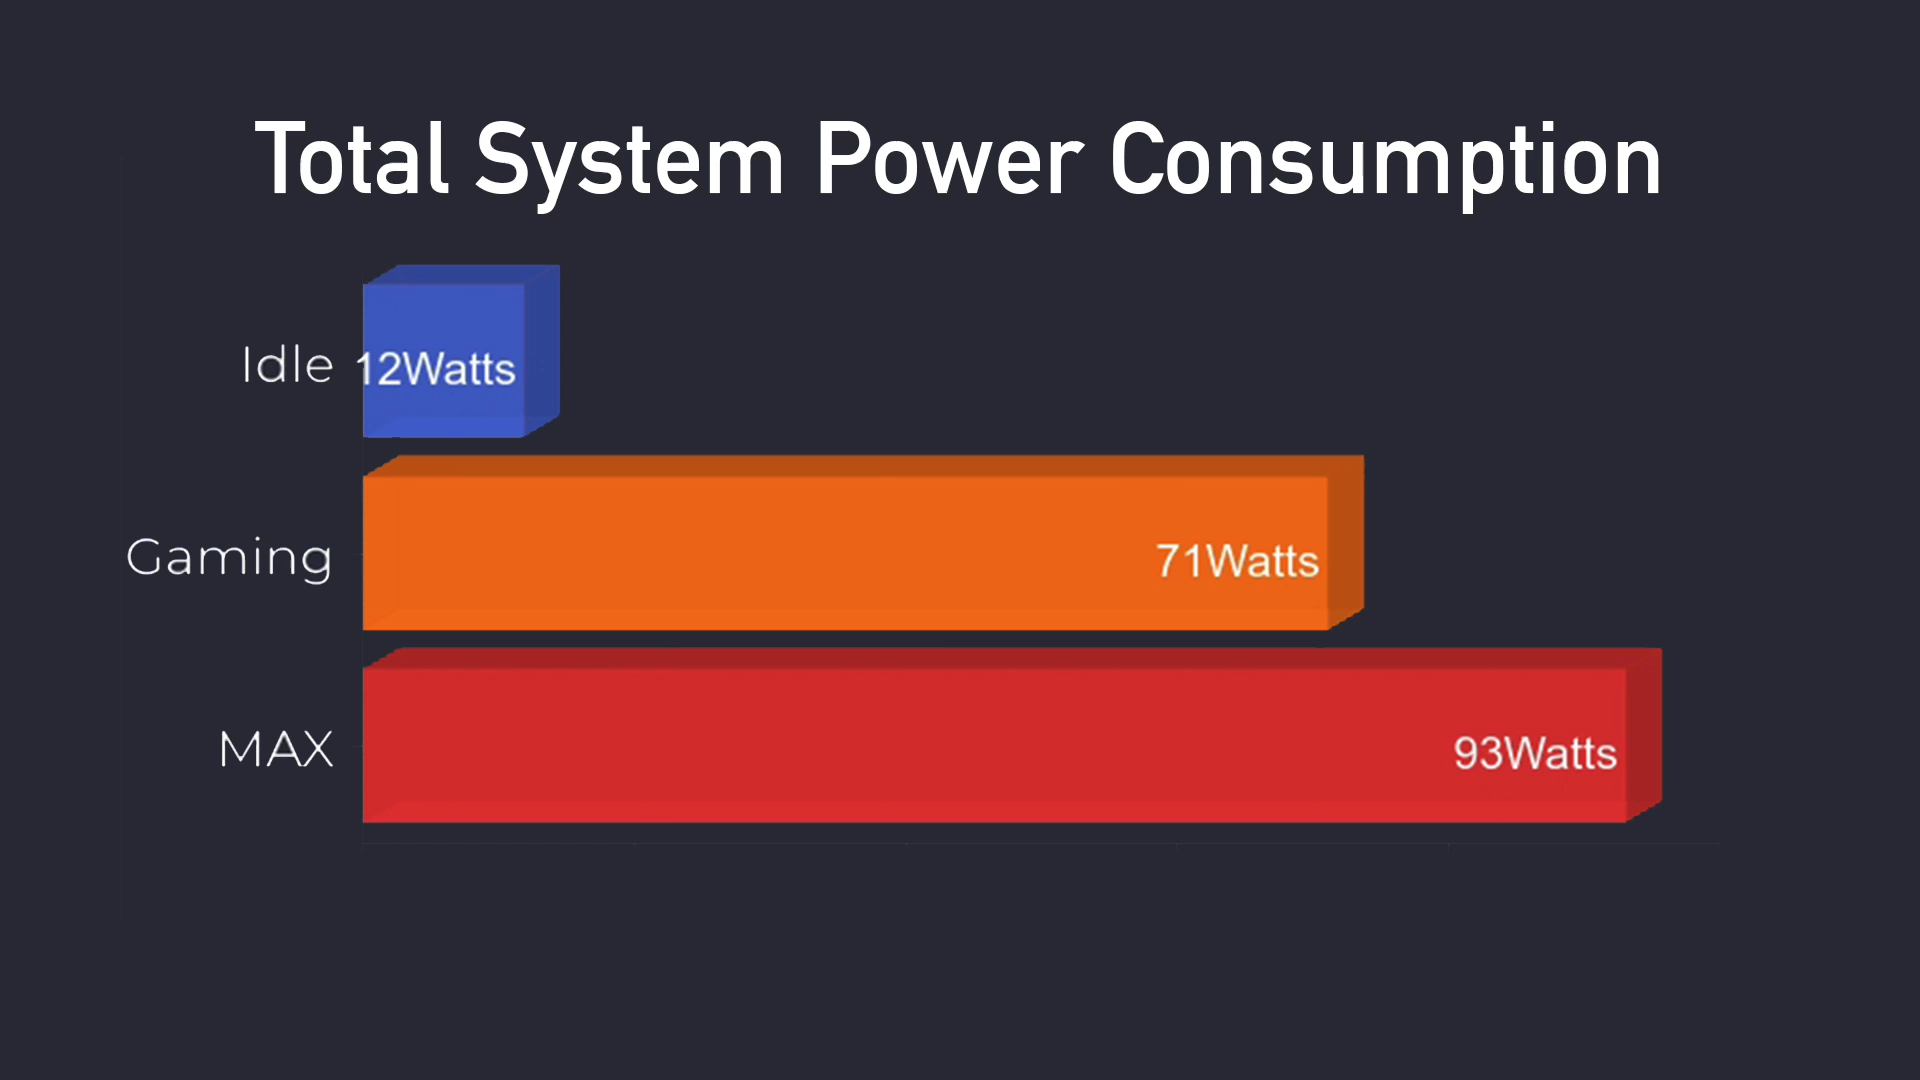 Total System Power Consumption
Idle 12Watts
Gaming 71Watts
MAX 93Watts